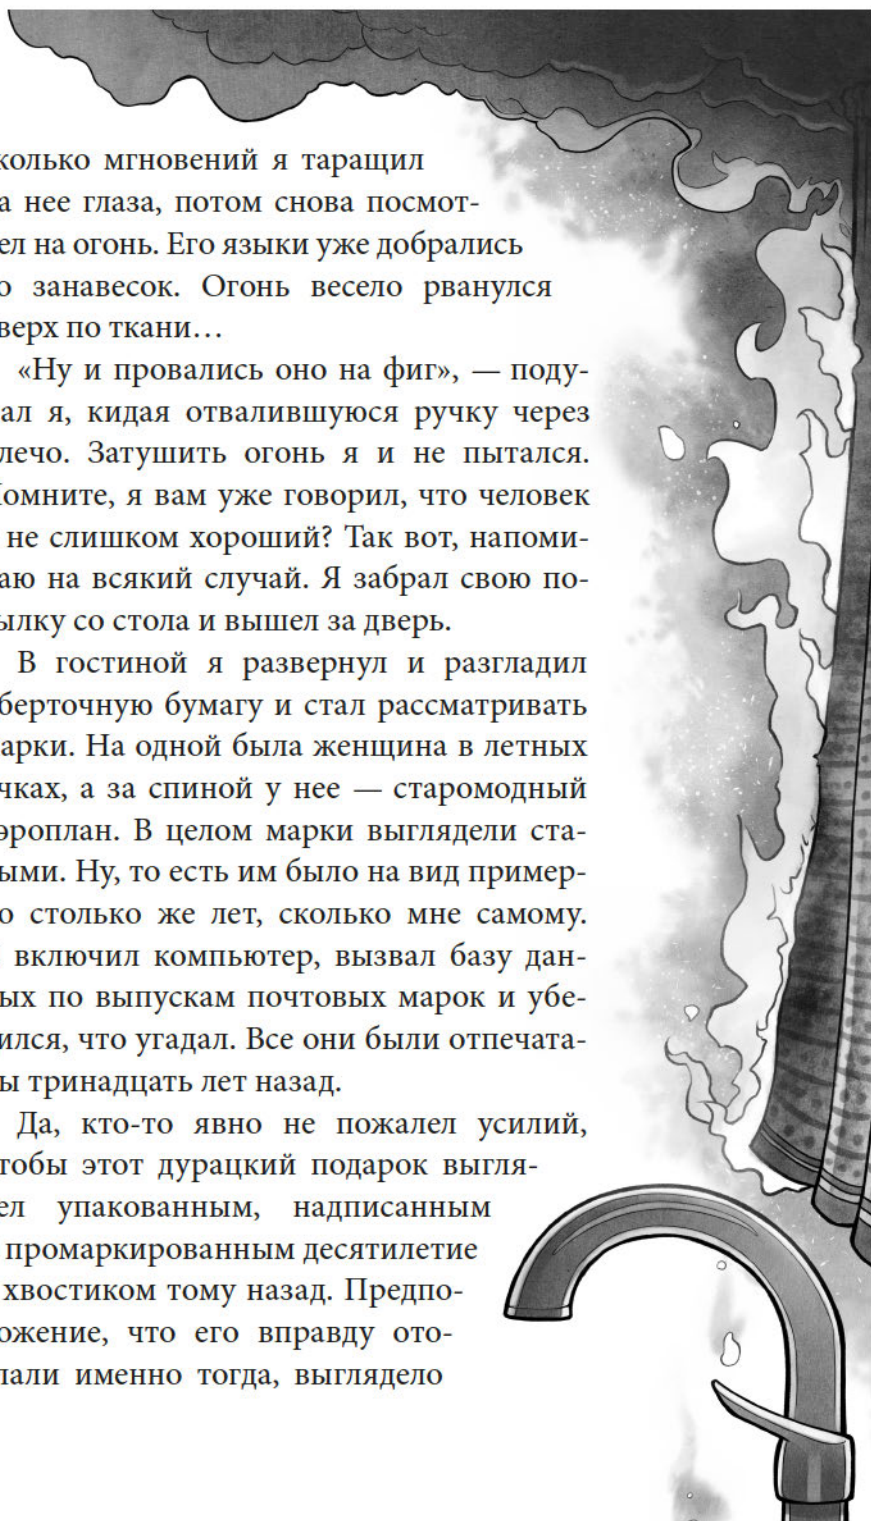 колько мгновений я таращил
а нее глаза, потом снова посмот-
ел на огонь. Его языки уже добрались
о занавесок. Огонь весело рванулся
верх по ткани…
«Ну и провались оно на фиг», — поду-
ал я, кидая отвалившуюся ручку через
лечо. Затушить огонь я и не пытался.
омните, я вам уже говорил, что человек
не слишком хороший? Так вот, напоми-
аю на всякий случай. Я забрал свою по-
ылку со стола и вышел за дверь.
В гостиной я развернул и разгладил
берточную бумагу и стал рассматривать
арки. На одной была женщина в летных
чках, а за спиной у нее — старомодный
эроплан. В целом марки выглядели ста-
ыми. Ну, то есть им было на вид пример-
о столько же лет, сколько мне самому.
включил компьютер, вызвал базу дан-
ых по выпускам почтовых марок и убе-
ился, что угадал. Все они были отпечата-
ы тринадцать лет назад.
Да, кто-то явно не пожалел усилий,
тобы этот дурацкий подарок выгля-
ел упакованным, надписанным
промаркированным десятилетие
хвостиком тому назад. Предпо-
ожение, что его вправду ото-
лали именно тогда, выглядело